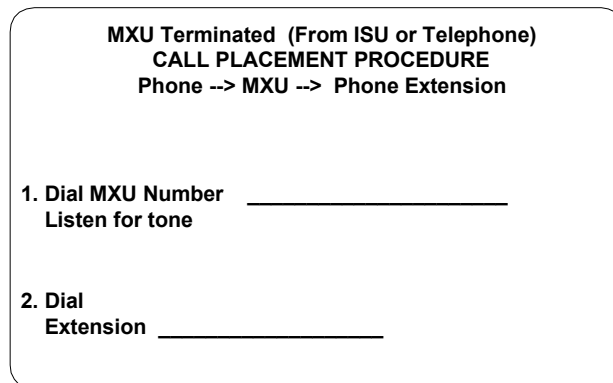 MXU Terminated (From ISU or Telephone)
CALL PLACEMENT PROCEDURE
Phone --> MXU --> Phone Extension
1. Dial MXU Number ______________________
Listen for tone
2. Dial
Extension ___________________